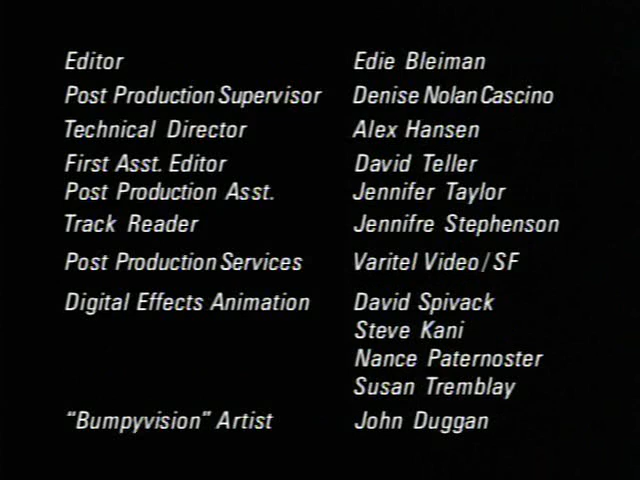 Editor Edie Bleiman
Post Production Supervisor Denise Nolan Cascino
Technical Director Alex Hansen
First Asst. Editor David Teller
Post Production Asst. Jennifer Taylor
Track Reader Jennifre Stephenson
Post Production Services Varitel Video/SF
Digital Effects Animation David Spivack
Steve Kani
Nance Paternoster
Susan Tremblay
“Bumpyvision” Artist John Duggan